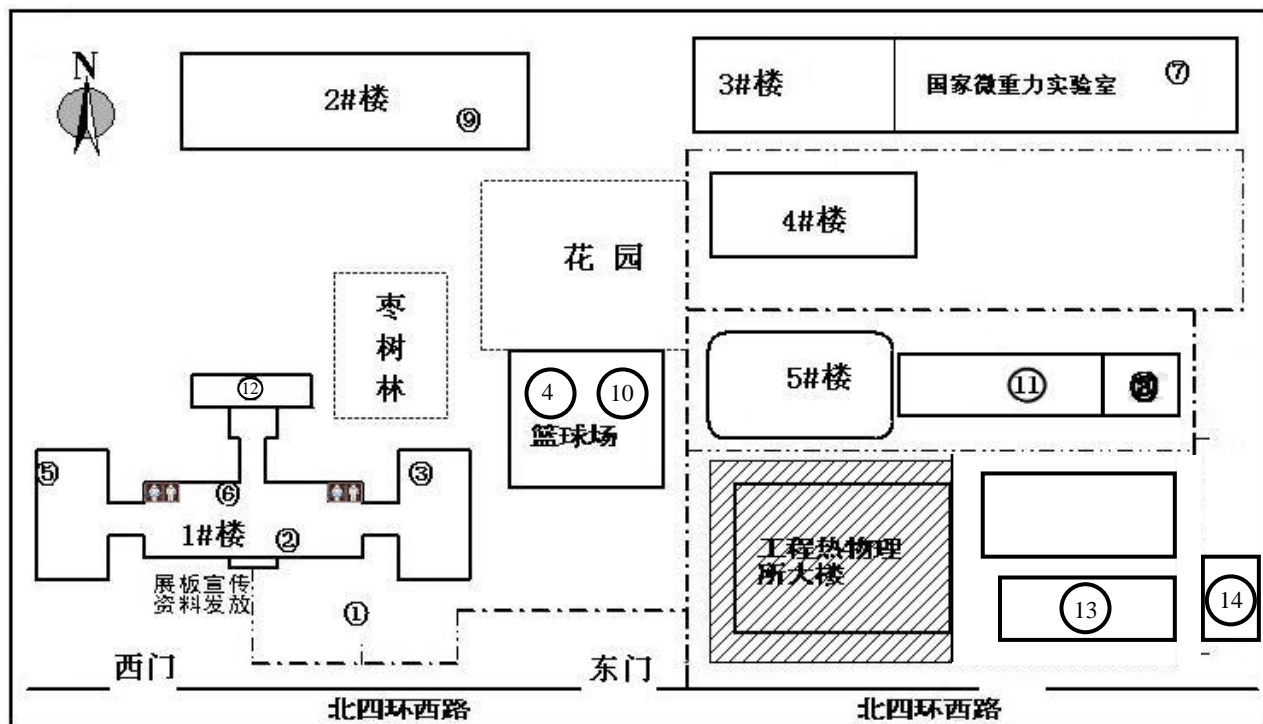 N
2#楼
⑨
3#楼
国家微重力实验室
⑦
4#楼
花 园
枣
树
林
5#楼
⑪
⑫
4
10
篮球场
⑤
③
⑥
1#楼
②
展板宣传
资料发放
①
工程热物理
所大楼
13
14
西门
东门
北四环西路
北四环西路